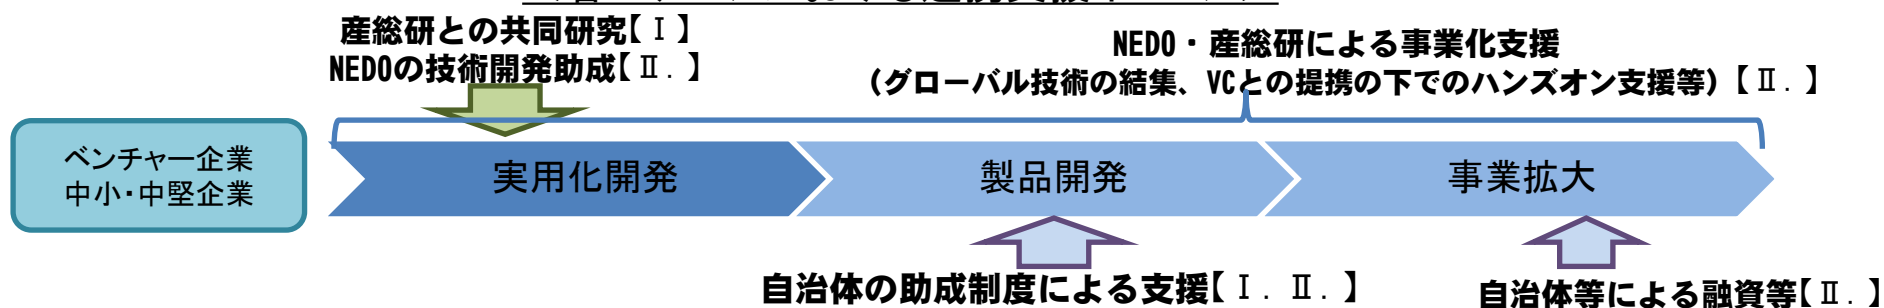 産総研との共同研究【Ⅰ】
NEDOの技術開発助成【Ⅱ.】
NEDO・産総研による事業化支援
(グローバル技術の結集、VCとの提携の下でのハンズオン支援等)【Ⅱ.】
ベンチャー企業
中小・中堅企業
実用化開発
製品開発
事業拡大
自治体の助成制度による支援【Ⅰ.Ⅱ.】
自治体等による融資等【Ⅱ.】